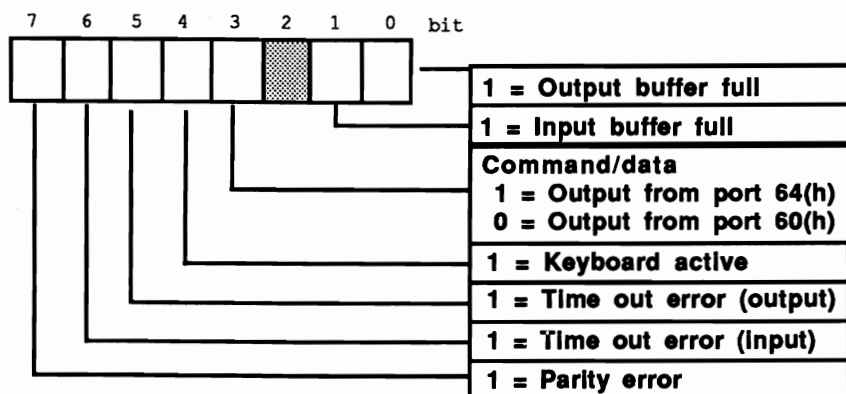 7 6 5 4 3 2 1 0 bit
1 = Output buffer full
1 = Input buffer full
Command/data
1 = Output from port 64(h)
0 = Output from port 60(h)
1 = Keyboard active
1 = Time out error (output)
1 = Time out error (input)
1 = Parity error